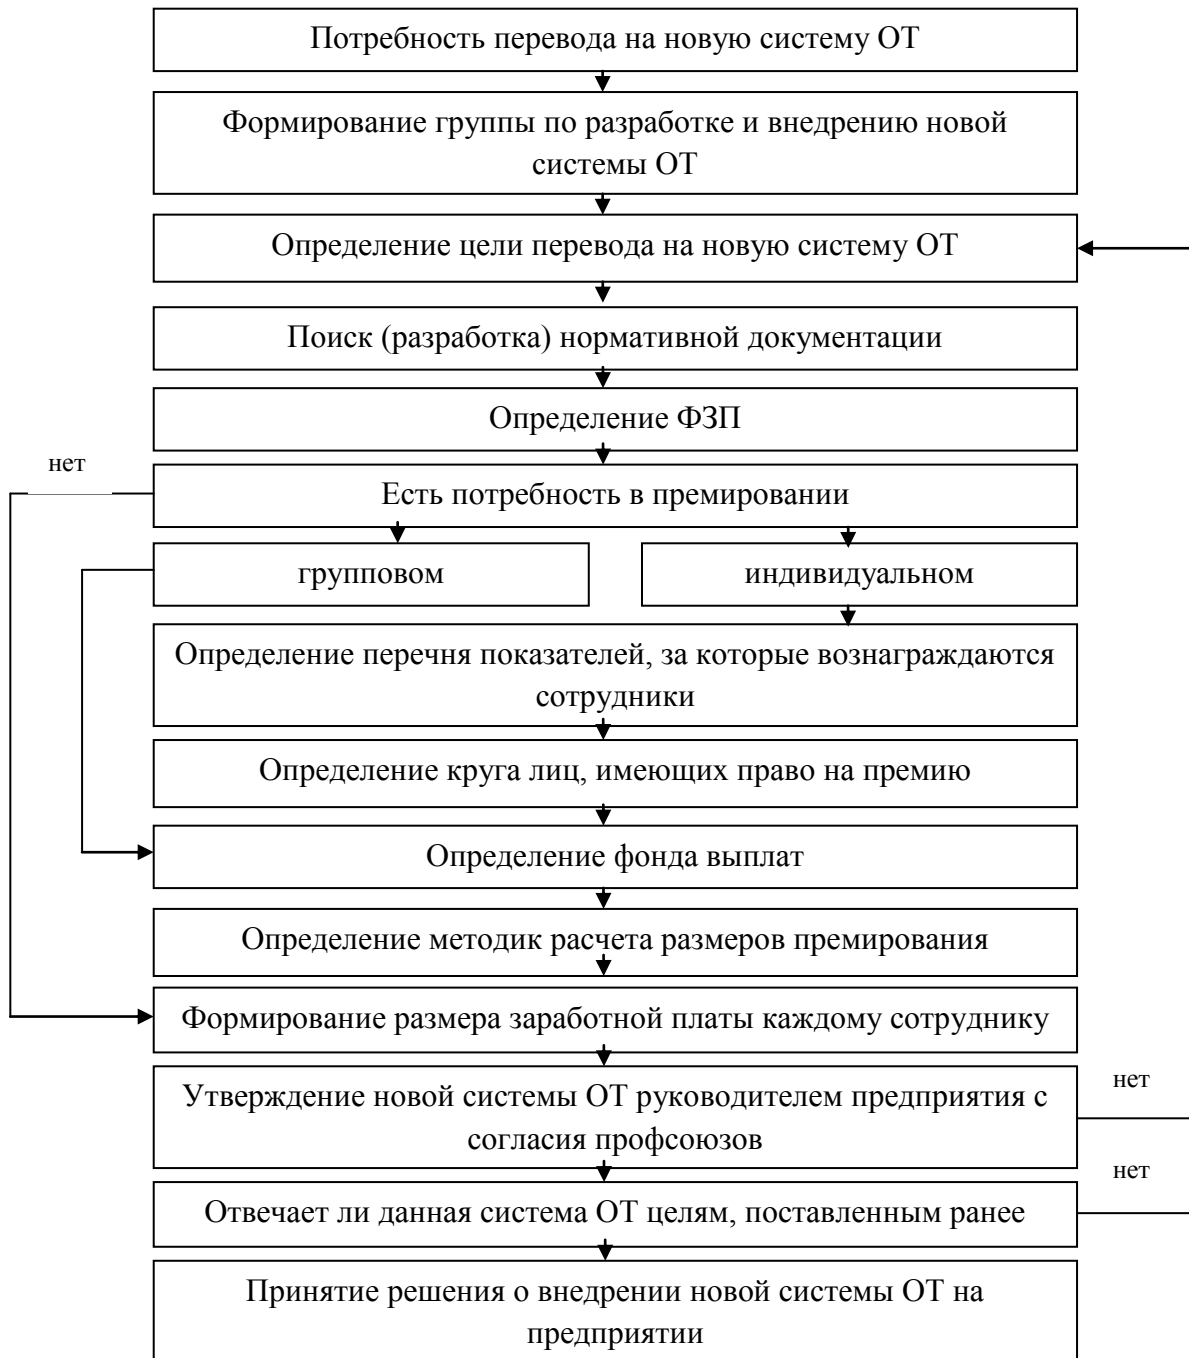 Потребность перевода на новую систему ОТ
Формирование группы по разработке и внедрению новой
системы ОТ
Определение цели перевода на новую систему ОТ
Поиск (разработка) нормативной документации
Определение ФЗП
нет
Есть потребность в премировании
групповом
индивидуальном
Определение перечня показателей, за которые вознаграждаются
сотрудники
Определение круга лиц, имеющих право на премию
Определение фонда выплат
Определение методик расчета размеров премирования
Формирование размера заработной платы каждому сотруднику
Утверждение новой системы ОТ руководителем предприятия с
согласия профсоюзов
нет
Отвечает ли данная система ОТ целям, поставленным ранее
нет
Принятие решения о внедрении новой системы ОТ на
предприятии